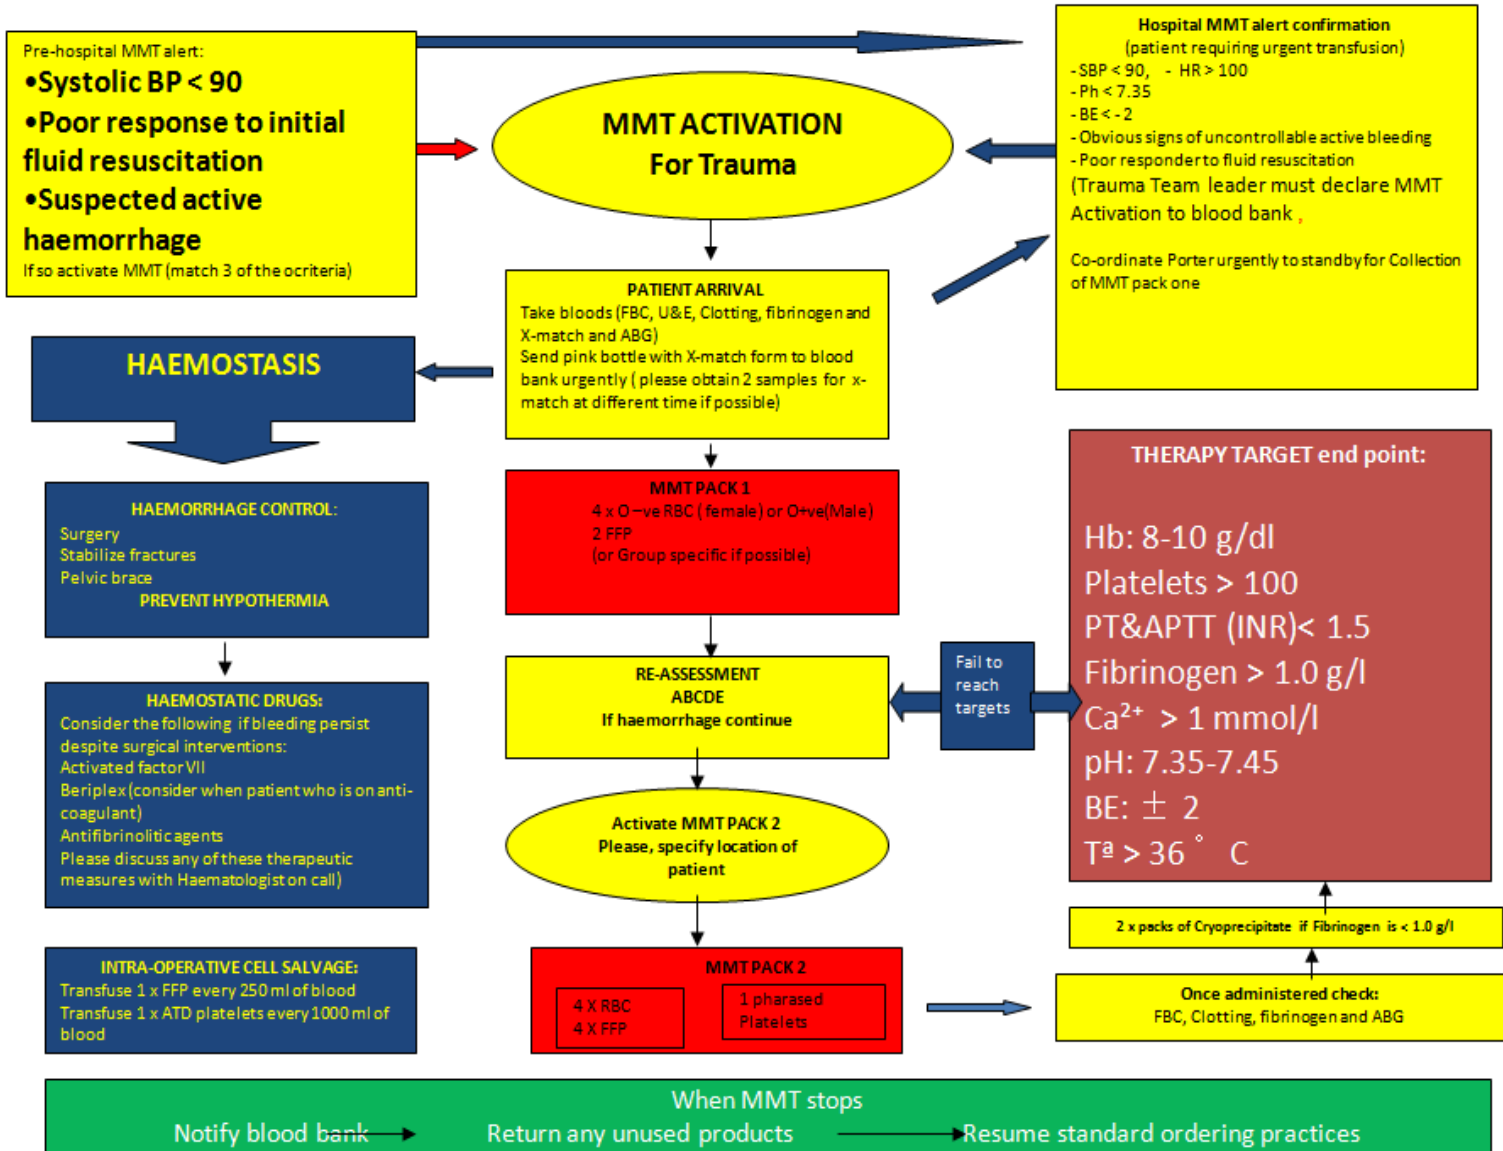 Pre-hospital MMT alert:
•Systolic BP < 90
•Poor response to initial
fluid resuscitation
•Suspected active
haemorrhage
If so activate MMT (match 3 of the ocriteria)
MMT ACTIVATION
For Trauma
Hospital MMT alert confirmation
(patient requiring urgent transfusion)
- SBP < 90,   - HR > 100
- Ph < 7.35
- BE < - 2
- Obvious signs of uncontrollable active bleeding
- Poor responder to fluid resuscitation
(Trauma Team leader must declare MMT
Activation to blood bank ,
Co-ordinate Porter urgently to standby for Collection
of MMT pack one
PATIENT ARRIVAL
Take bloods (FBC, U&E, Clotting, fibrinogen and
X-match and ABG)
Send pink bottle with X-match form to blood
bank urgently ( please obtain 2 samples for x-
match at different time if possible)
HAEMOSTASIS
HAEMORRHAGE CONTROL:
Surgery
Stabilize fractures
Pelvic brace
PREVENT HYPOTHERMIA
MMT PACK 1
4 x O –ve RBC ( female) or O+ve(Male)
2 FFP
(or Group specific if possible)
THERAPY TARGET end point:
Hb: 8-10 g/dl
Platelets > 100
PT&APTT (INR)< 1.5
Fibrinogen > 1.0 g/l
Ca²⁺ > 1 mmol/l
pH: 7.35-7.45
BE: ± 2
Tª > 36 ° C
RE-ASSESSMENT
ABCDE
If haemorrhage continue
Fail to
reach
targets
HAEMOSTATIC DRUGS:
Consider the following if bleeding persist
despite surgical interventions:
Activated factor VII
Beriplex (consider when patient who is on anti-
coagulant)
Antifibrinolitic agents
Please discuss any of these therapeutic
measures with Haematologist on call)
Activate MMT PACK 2
Please, specify location of
patient
2 x packs of Cryoprecipitate if Fibrinogen is < 1.0 g/l
INTRA-OPERATIVE CELL SALVAGE:
Transfuse 1 x FFP every 250 ml of blood
Transfuse 1 x ATD platelets every 1000 ml of
blood
MMT PACK 2
4 X RBC
4 X FFP
1 pharased
Platelets
Once administered check:
FBC, Clotting, fibrinogen and ABG
When MMT stops
Notify blood bank Return any unused products Resume standard ordering practices